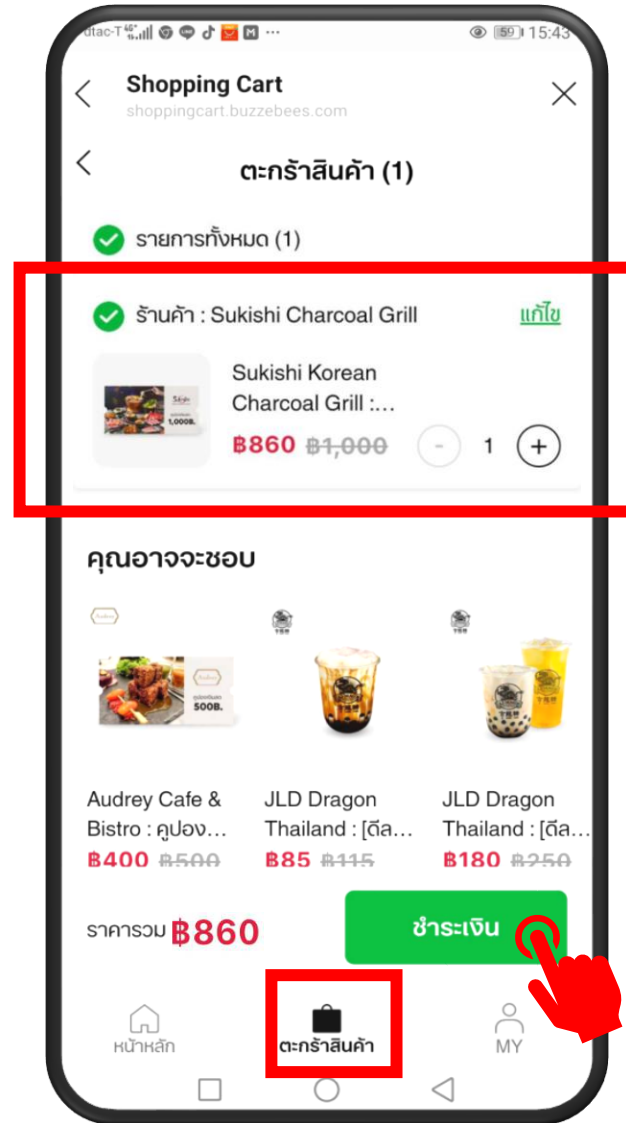 dtac-T
59 15:43
Shopping Cart
shoppingcart.buzzebees.com
ตะกร้าสินค้า (1)
รายการทั้งหมด (1)
ร้านค้า : Sukishi Charcoal Grill
แก้ไข
Sukishi Korean
Charcoal Grill :...
1,000B.
฿860 ฿1,000
- 1 +
คุณอาจจะชอบ
500B.
Audrey Cafe &
Bistro : คูปอง...
฿400 ฿500
JLD Dragon
Thailand : [ดีล...
฿85 ฿115
JLD Dragon
Thailand : [ดีล...
฿180 ฿250
ราคารวม ฿860
ชำระเงิน
หน้าหลัก
ตะกร้าสินค้า
MY